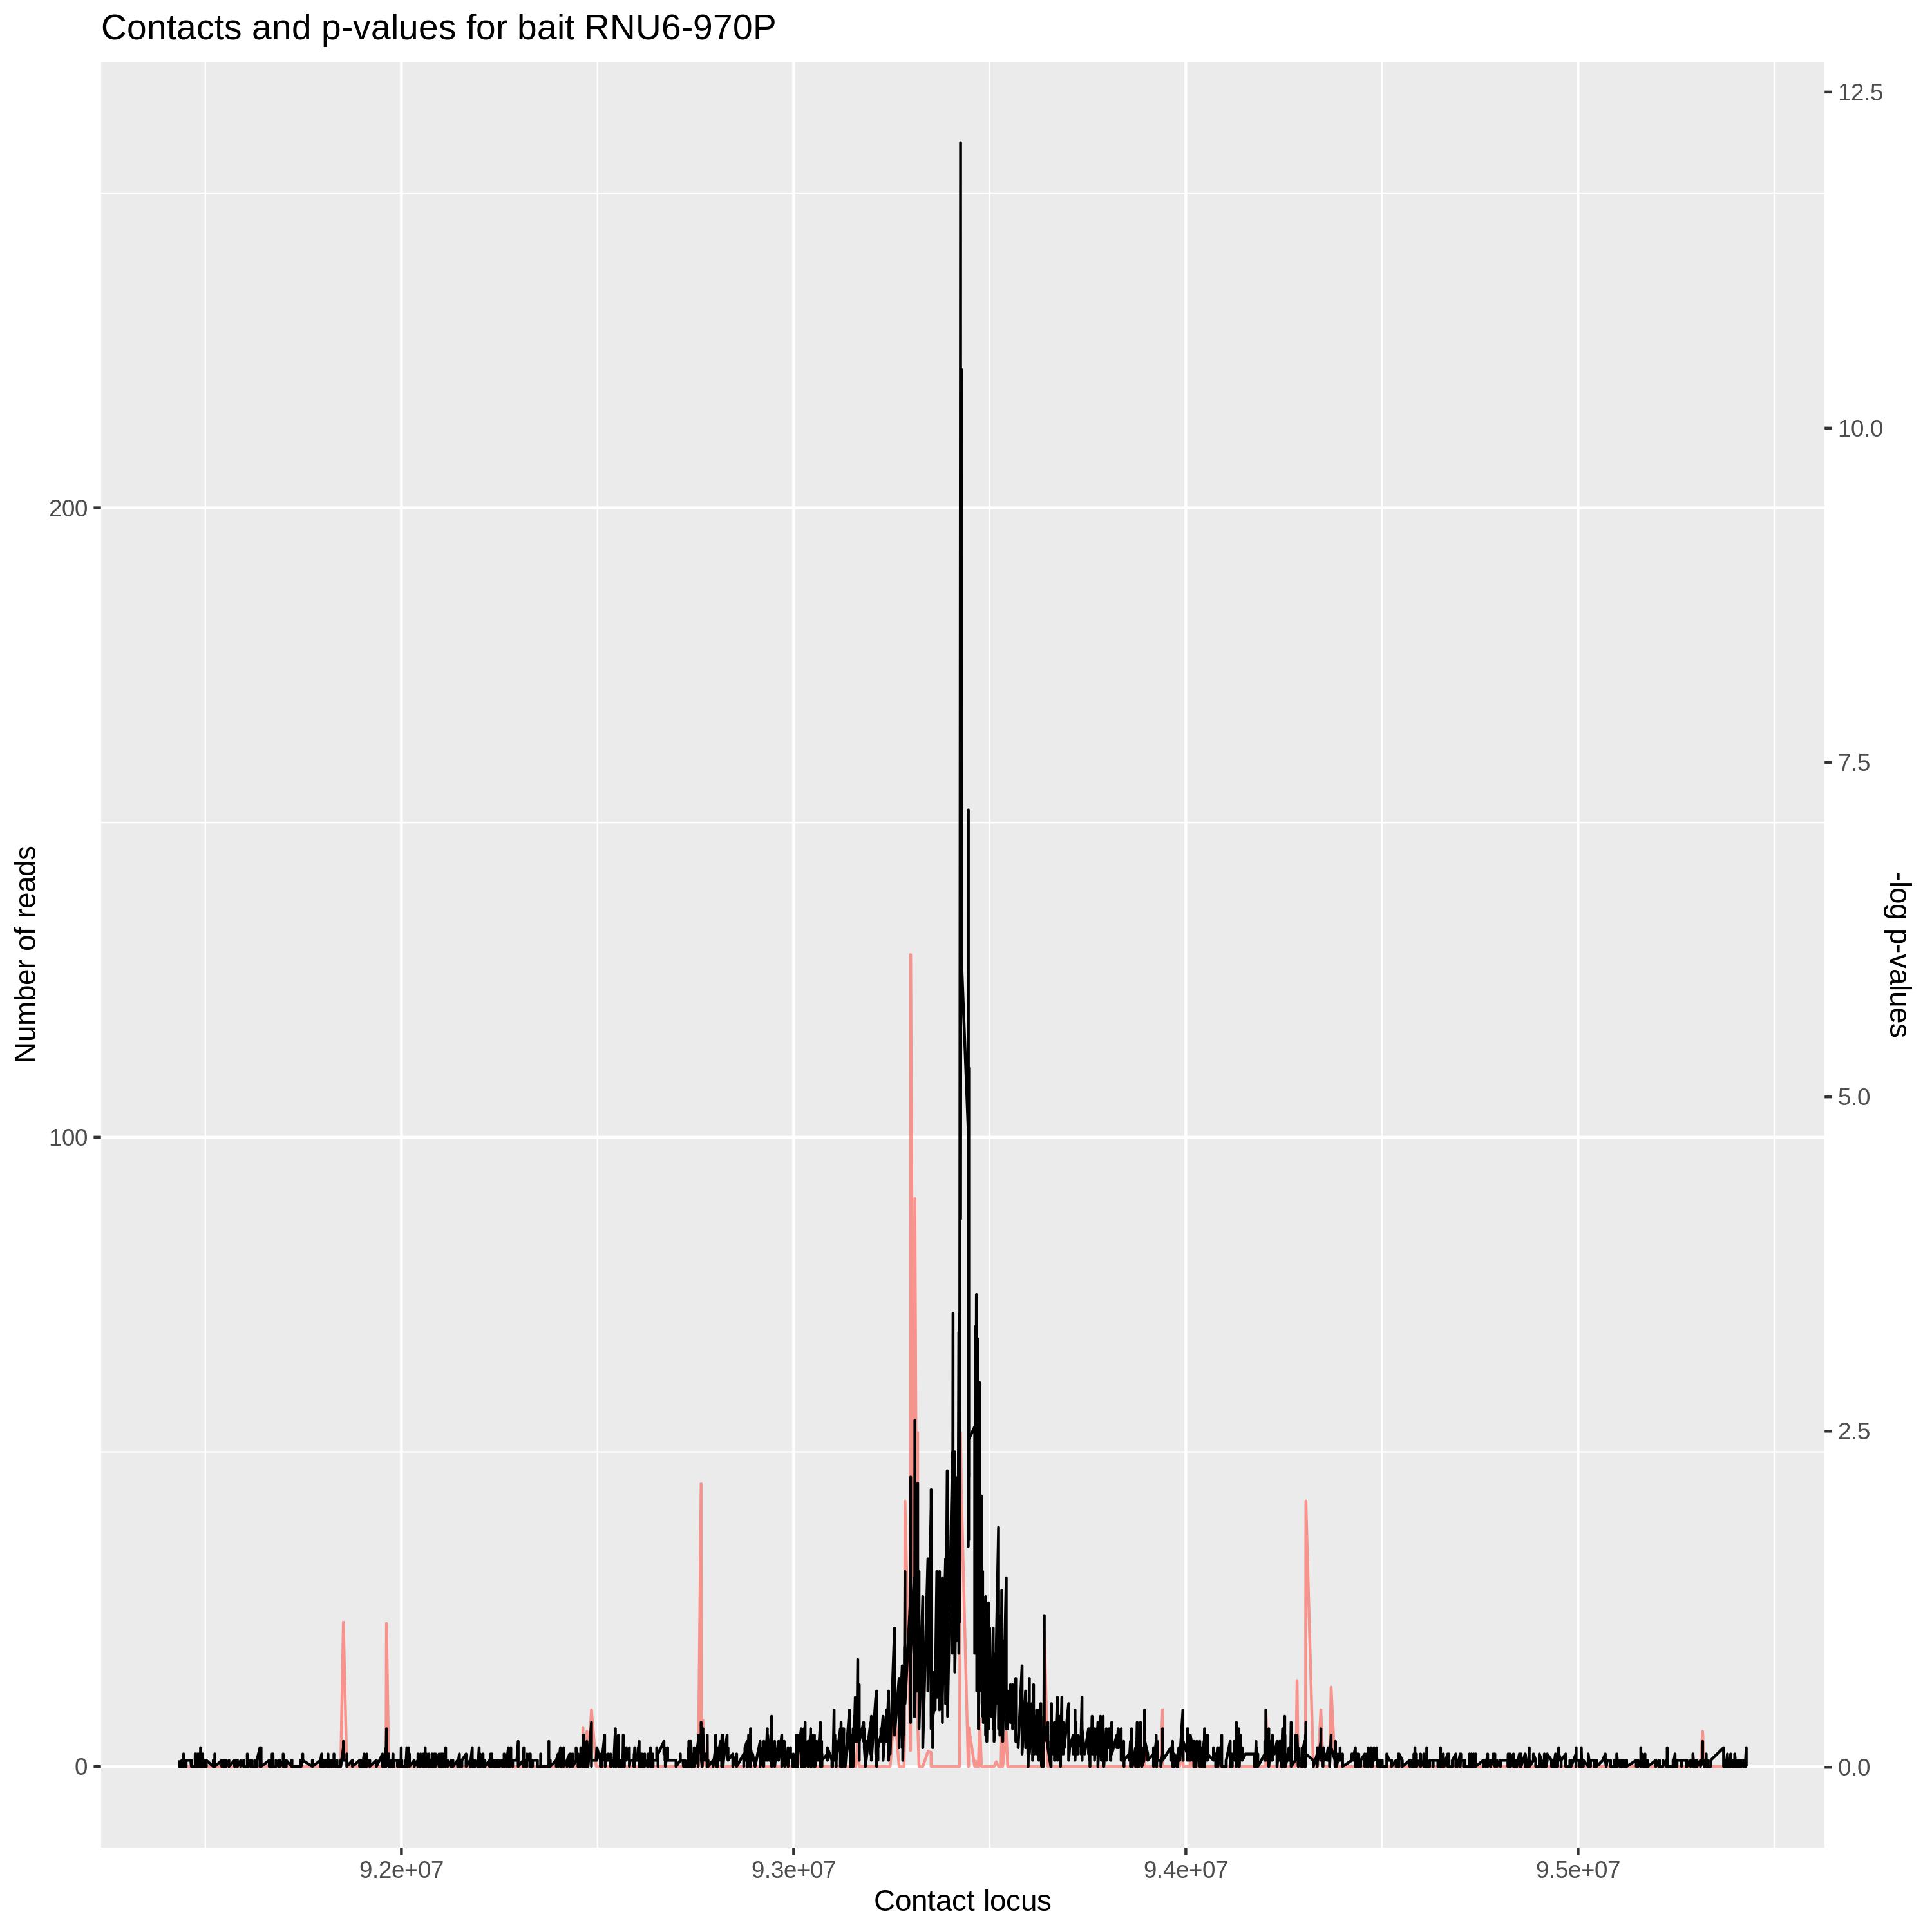 Contacts and p-values for bait RNU6-970P
12.5
10.0
200
7.5
Number of reads
-log p-values
5.0
100
2.5
0
0.0
9.2e+07
9.3e+07
9.4e+07
9.5e+07
Contact locus